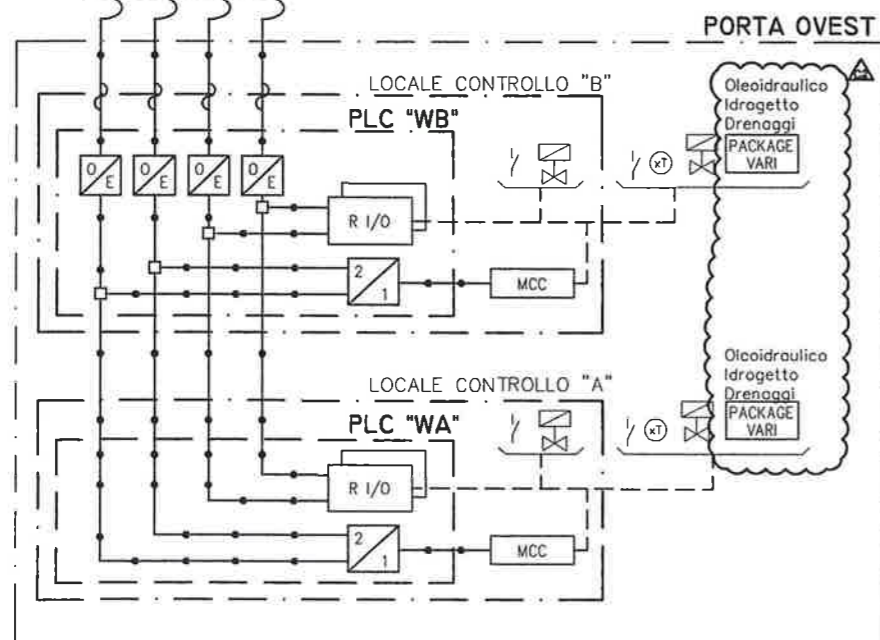 PORTA OVEST
LOCALE CONTROLLO "B"
PLC "WB"
O/E
O/E
O/E
O/E
R I/O
2/1
MCC
xT
Oleoidraulico
Idrogetto
Drenaggi
PACKAGE
VARI
LOCALE CONTROLLO "A"
PLC "WA"
R I/O
2/1
MCC
xT
Oleoidraulico
Idrogetto
Drenaggi
PACKAGE
VARI